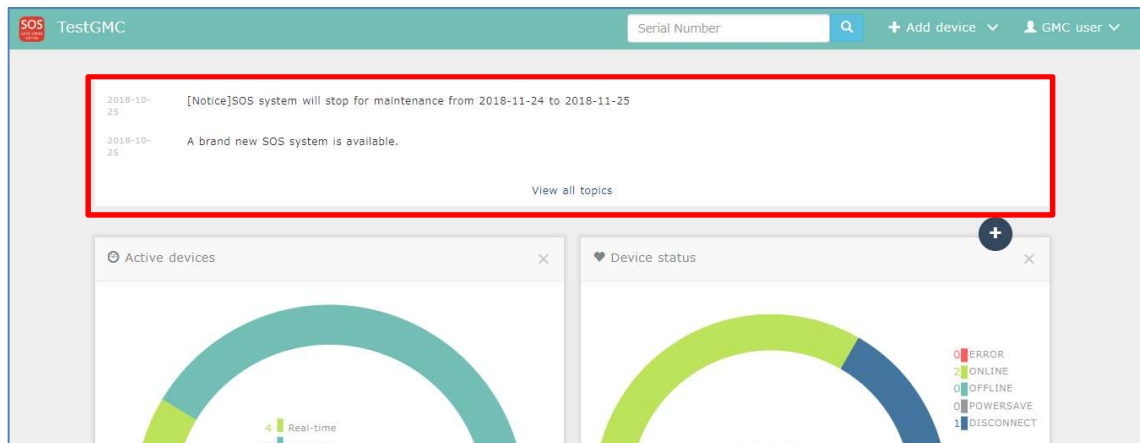 SOS
TestGMC
Serial Number
Add device
GMC user
2018-10-25
[Notice]SOS system will stop for maintenance from 2018-11-24 to 2018-11-25
2018-10-25
A brand new SOS system is available.
View all topics
Active devices
Device status
0 ERROR
2 ONLINE
0 OFFLINE
0 POWERSAVE
1 DISCONNECT
4 Real-time